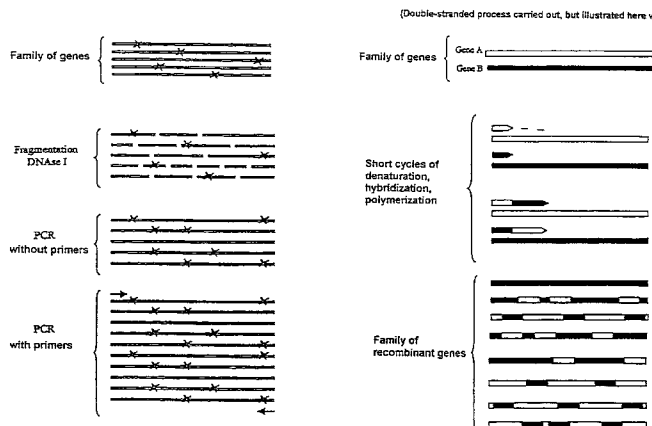 (Double-stranded process carried out, but illustrated here
Family of genes
Fragmentation
DNAse I
PCR
without primers
PCR
with primers
Family of genes
Gene A
Gene B
Short cycles of
denaturation,
hybridization,
polymerization
Family of
recombinant genes